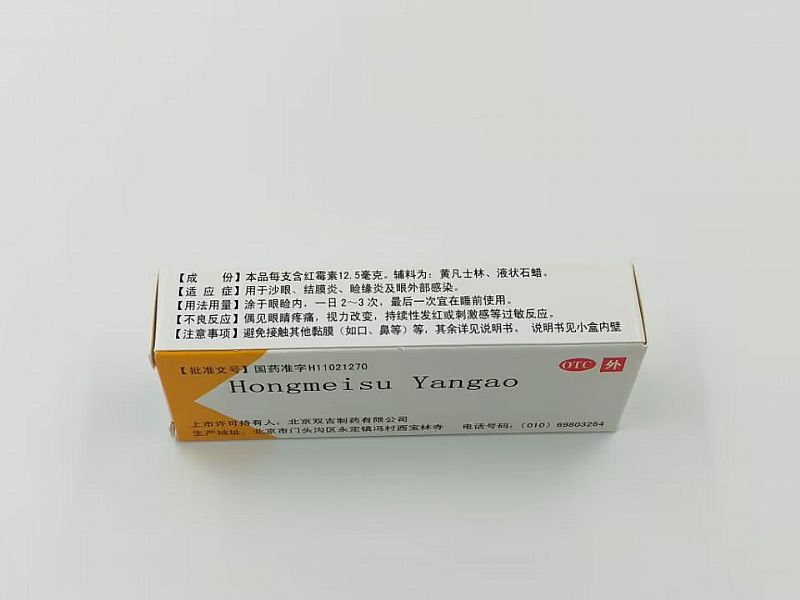 【成 份】本品每支含红霉素12.5毫克。辅料为：黄凡士林、液状石蜡。
【适 应 症】用于沙眼、结膜炎、睑缘炎及眼外部感染。
【用法用量】涂于眼睑内，一日2～3次，最后一次宜在睡前使用。
【不良反应】偶见眼睛疼痛，视力改变，持续性发红或刺激感等过敏反应。
【注意事项】避免接触其他黏膜（如口、鼻等）等，其余详见说明书。 说明书见小盒内壁
【批准文号】国药准字H11021270
OTC 外
Hongmeisu Yangao
上市许可持有人：北京双吉制药有限公司
生产地址：北京市门头沟区永定镇冯村西宝林寺 电话号码：（010）69803264